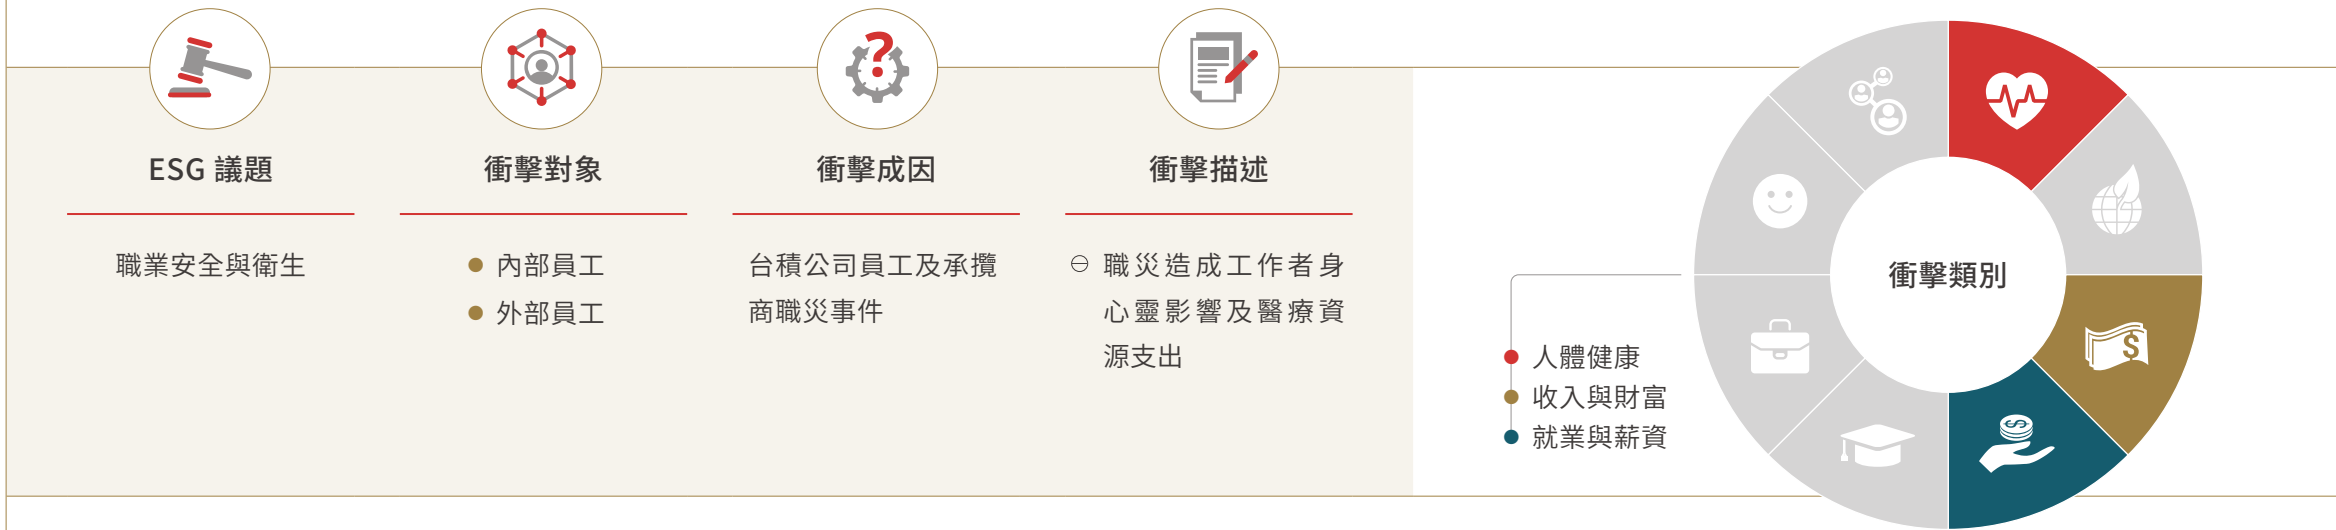 ESG 議題
職業安全與衛生
衝擊對象
內部員工
外部員工
衝擊成因
台積公司員工及承攬
商職災事件
衝擊描述
職災造成工作者身
心靈影響及醫療資
源支出
人體健康
收入與財富
就業與薪資
衝擊類別